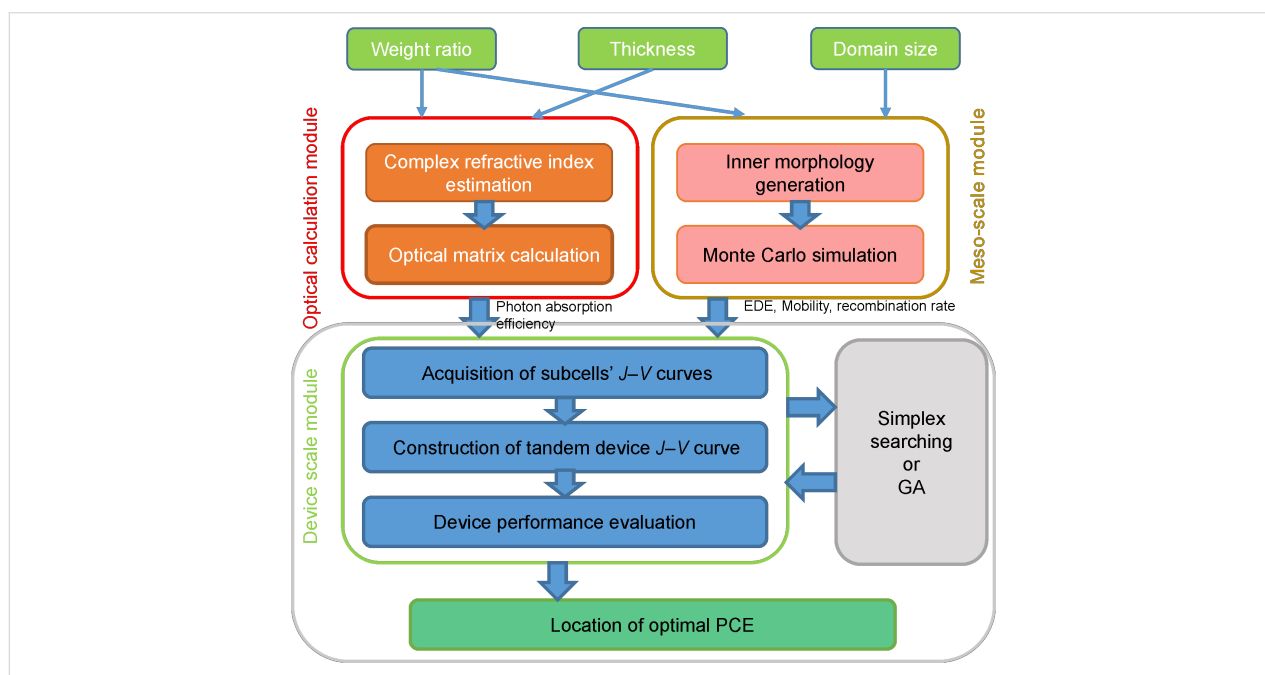 Weight ratio
Thickness
Domain size
Optical calculation module
Complex refractive index
estimation
Optical matrix calculation
Inner morphology
generation
Monte Carlo simulation
Meso-scale module
Photon absorption
efficiency
EDE, Mobility, recombination rate
Device scale module
Acquisition of subcells’ J–V curves
Construction of tandem device J–V curve
Device performance evaluation
Simplex
searching
or
GA
Location of optimal PCE